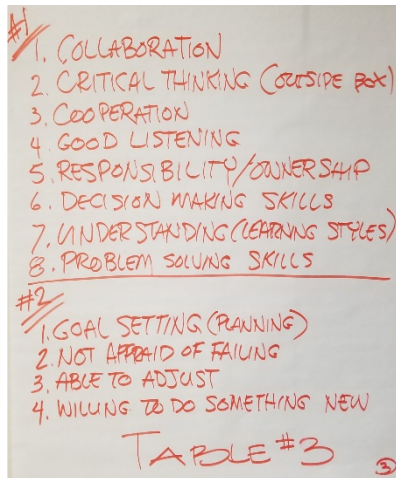 #1
1. COLLABORATION
2. CRITICAL THINKING (OUTSIDE BOX)
3. COOPERATION
4. GOOD LISTENING
5. RESPONSIBILITY/OWNERSHIP
6. DECISION MAKING SKILLS
7. UNDERSTANDING (LEARNING STYLES)
8. PROBLEM SOLVING SKILLS
#2
1. GOAL SETTING (PLANNING)
2. NOT AFFRAID OF FAILING
3. ABLE TO ADJUST
4. WILLING TO DO SOMETHING NEW
TABLE #3
3